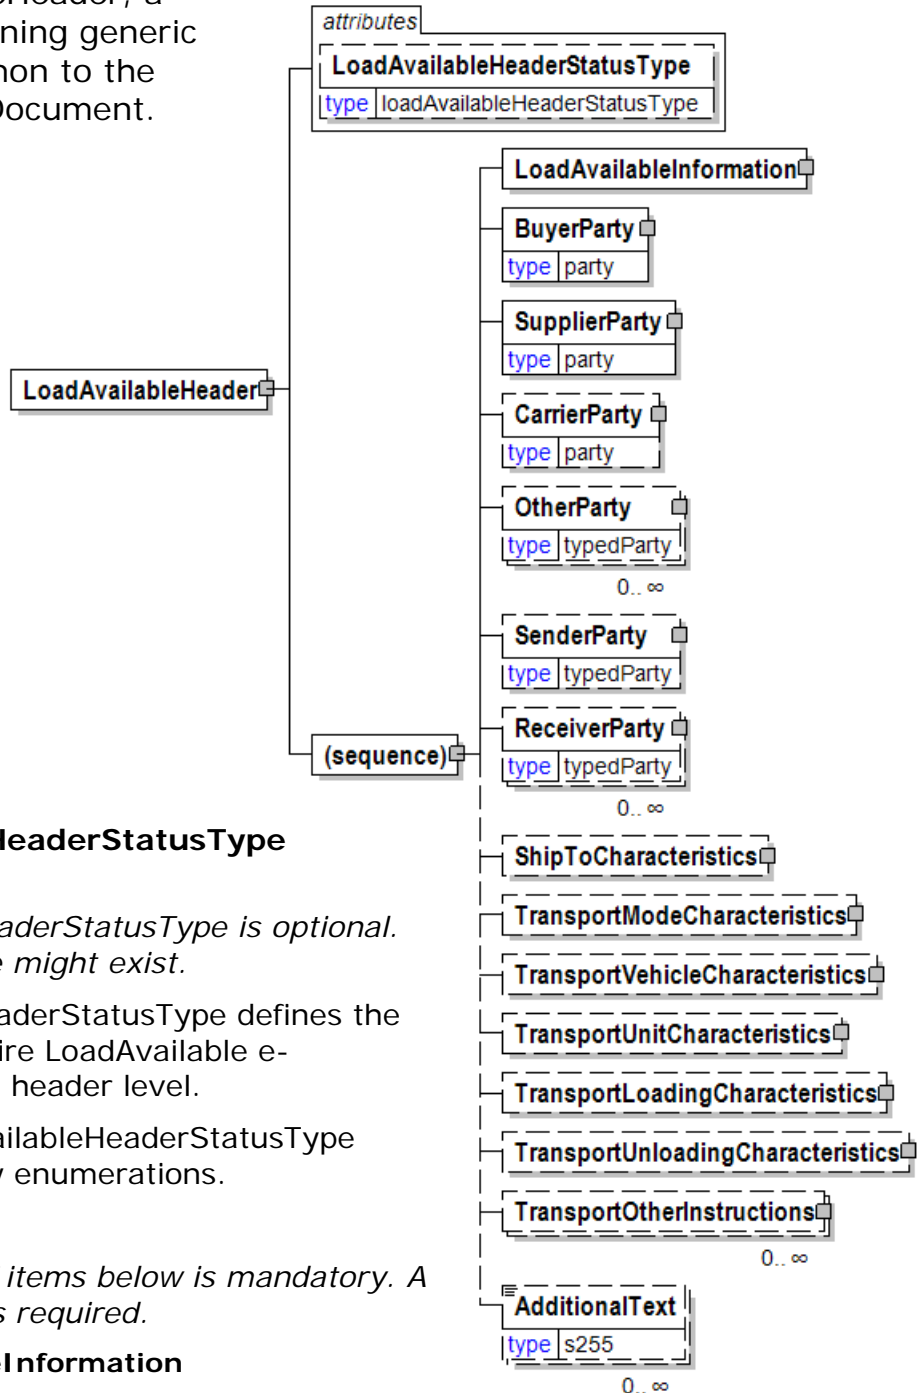 ning generic
non to the
Document.
attributes
LoadAvailableHeaderStatusType
type loadAvailableHeaderStatusType
LoadAvailableInformation
BuyerParty
type party
SupplierParty
type party
LoadAvailableHeader
CarrierParty
type party
OtherParty
type typedParty
0.. ∞
SenderParty
type typedParty
ReceiverParty
type typedParty
0.. ∞
(sequence)
HeaderStatusType
aderStatusType is optional.
e might exist.
aderStatusType defines the
ire LoadAvailable e-
header level.
ailableHeaderStatusType
y enumerations.
items below is mandatory. A
s required.
eInformation
ShipToCharacteristics
TransportModeCharacteristics
TransportVehicleCharacteristics
TransportUnitCharacteristics
TransportLoadingCharacteristics
TransportUnloadingCharacteristics
TransportOtherInstructions
0.. ∞
AdditionalText
type s255
0.. ∞